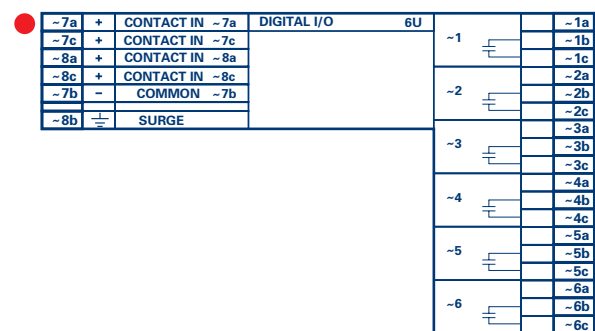 ~7a + CONTACT IN ~7a DIGITAL I/O 6U
~7c + CONTACT IN ~7c
~8a + CONTACT IN ~8a
~8c + CONTACT IN ~8c
~7b – COMMON ~7b
~8b SURGE
~1 ~1a
~1b
~1c
~2 ~2a
~2b
~2c
~3 ~3a
~3b
~3c
~4 ~4a
~4b
~4c
~5 ~5a
~5b
~5c
~6 ~6a
~6b
~6c